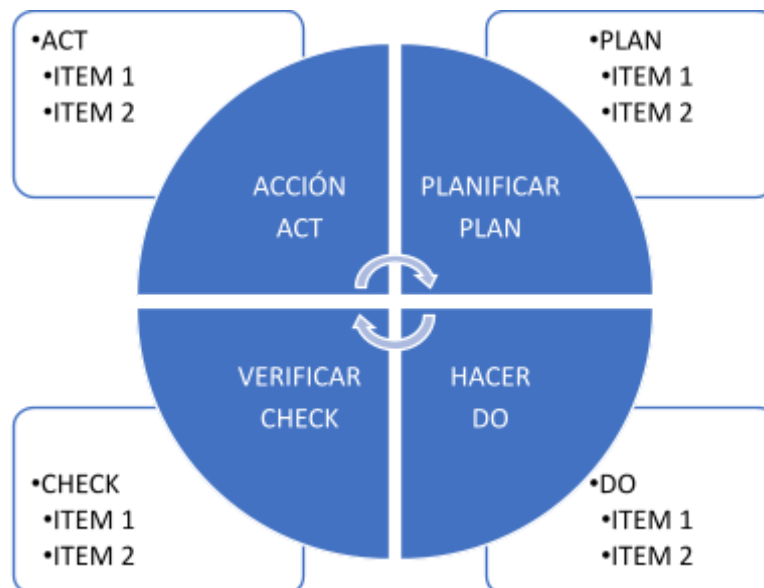 •ACT
•ITEM 1
•ITEM 2
•PLAN
•ITEM 1
•ITEM 2
ACCIÓN
ACT
PLANIFICAR
PLAN
VERIFICAR
CHECK
HACER
DO
•CHECK
•ITEM 1
•ITEM 2
•DO
•ITEM 1
•ITEM 2